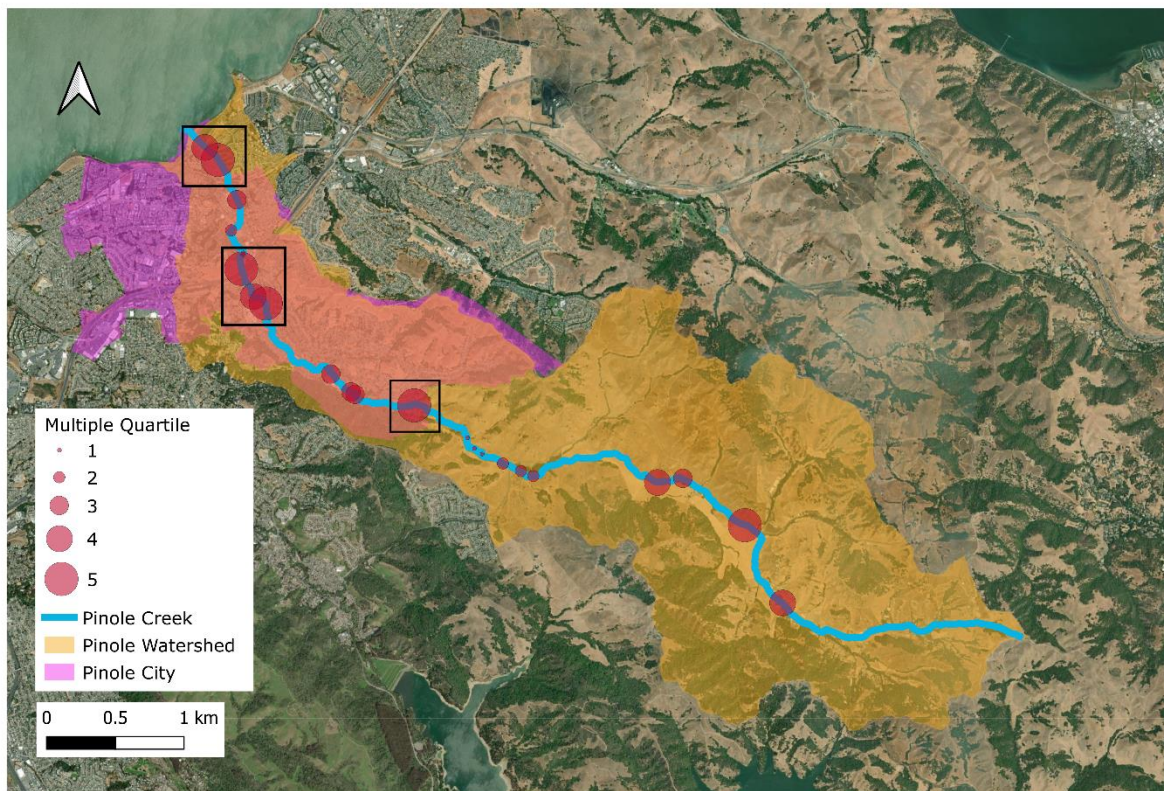 Multiple Quartile
1
2
3
4
5
Pinole Creek
Pinole Watershed
Pinole City
0 0.5 1 km